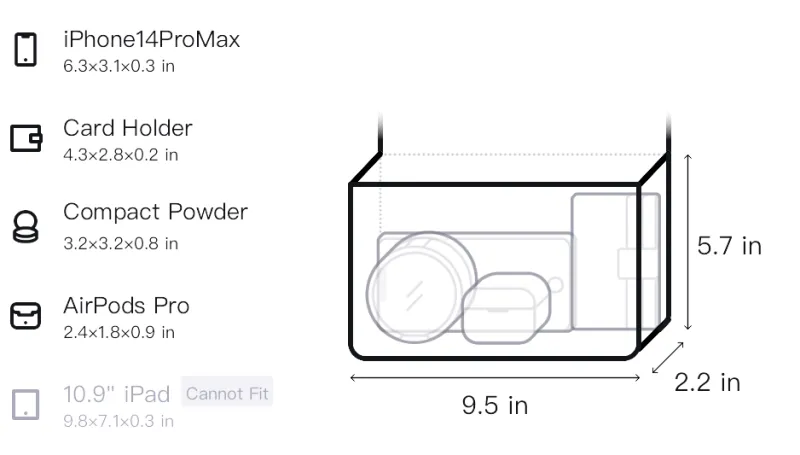 iPhone14ProMax
6.3×3.1×0.3 in
Card Holder
4.3×2.8×0.2 in
Compact Powder
3.2×3.2×0.8 in
AirPods Pro
2.4×1.8×0.9 in
10.9" iPad Cannot Fit
9.8×7.1×0.3 in
5.7 in
2.2 in
9.5 in